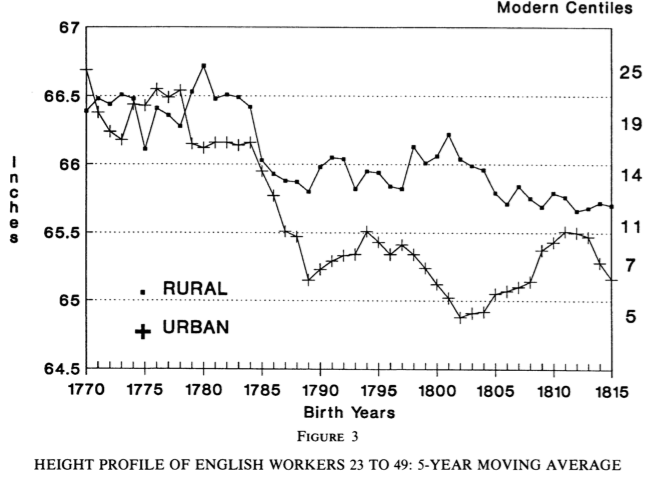 Modern Centiles
67
66.5
66
65.5
65
64.5
Inches
25
19
14
11
7
5
RURAL
URBAN
1770 1775 1780 1785 1790 1795 1800 1805 1810 1815
Birth Years
FIGURE 3
HEIGHT PROFILE OF ENGLISH WORKERS 23 TO 49: 5-YEAR MOVING AVERAGE